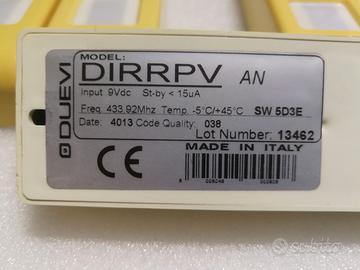 DUEVI
MODEL:
DIRRPV AN
Input 9Vdc St-by < 15uA
Freq. 433,92Mhz Temp. -5°C/+45°C SW 5D3E
Date: 4013 Code Quality: 038
Lot Number: 13462
MADE IN ITALY
subito